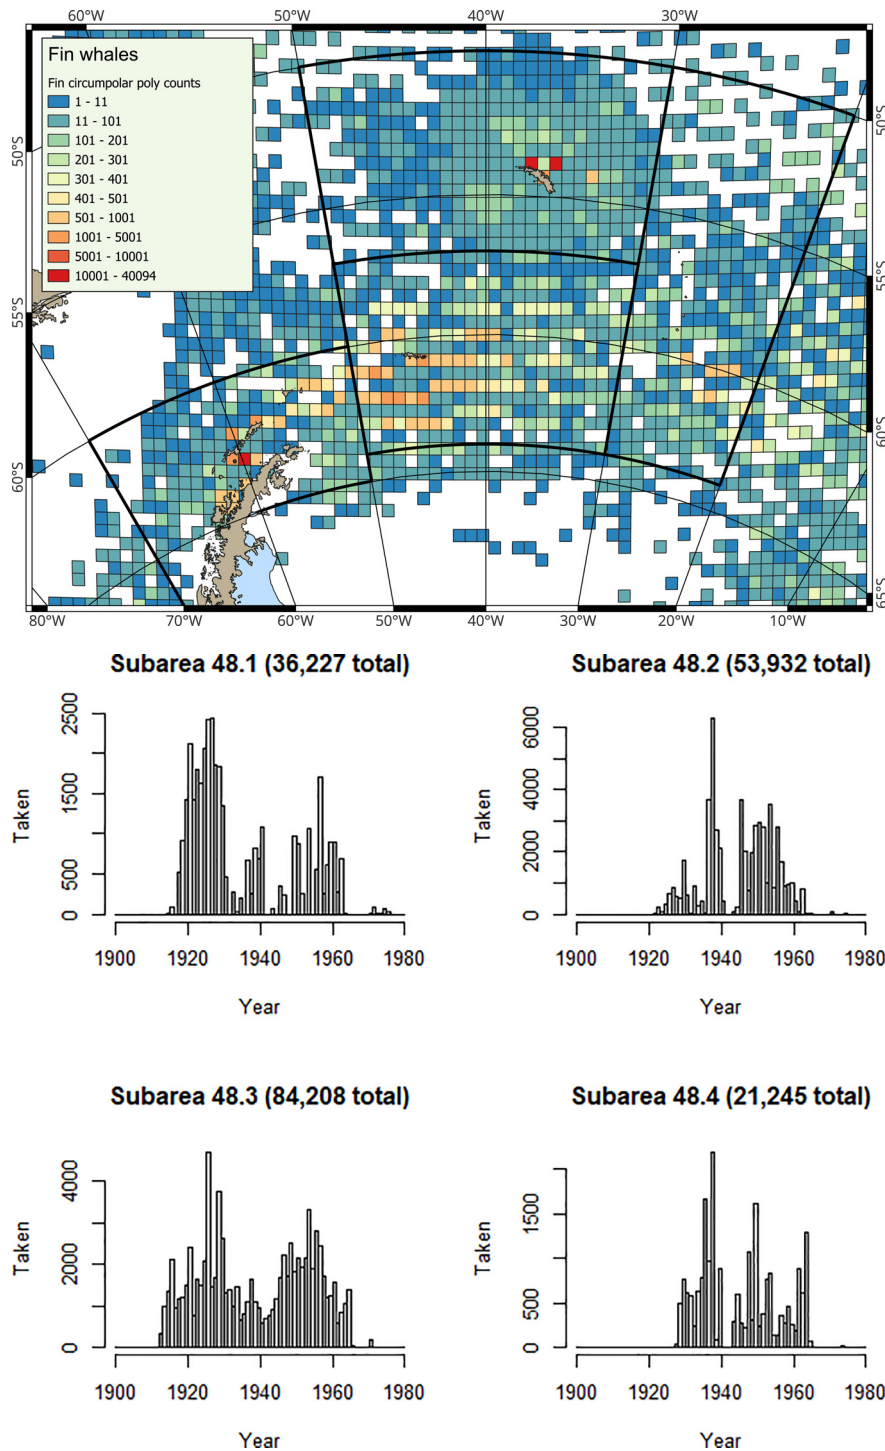 60°W 50°W 40°W 30°W
Fin whales
Fin circumpolar poly counts
1 - 11
11 - 101
101 - 201
201 - 301
301 - 401
401 - 501
501 - 1001
1001 - 5001
5001 - 10001
10001 - 40094
50°S
55°S
60°S
50°S
55°S
60°S
65°S
80°W 70°W 60°W 50°W 40°W 30°W 20°W 10°W
Subarea 48.1 (36,227 total)
Taken
2500
1500
500
0
1900 1920 1940 1960 1980
Year
Subarea 48.2 (53,932 total)
Taken
6000
4000
2000
0
1900 1920 1940 1960 1980
Year
Subarea 48.3 (84,208 total)
Taken
4000
2000
0
1900 1920 1940 1960 1980
Year
Subarea 48.4 (21,245 total)
Taken
1500
500
0
1900 1920 1940 1960 1980
Year